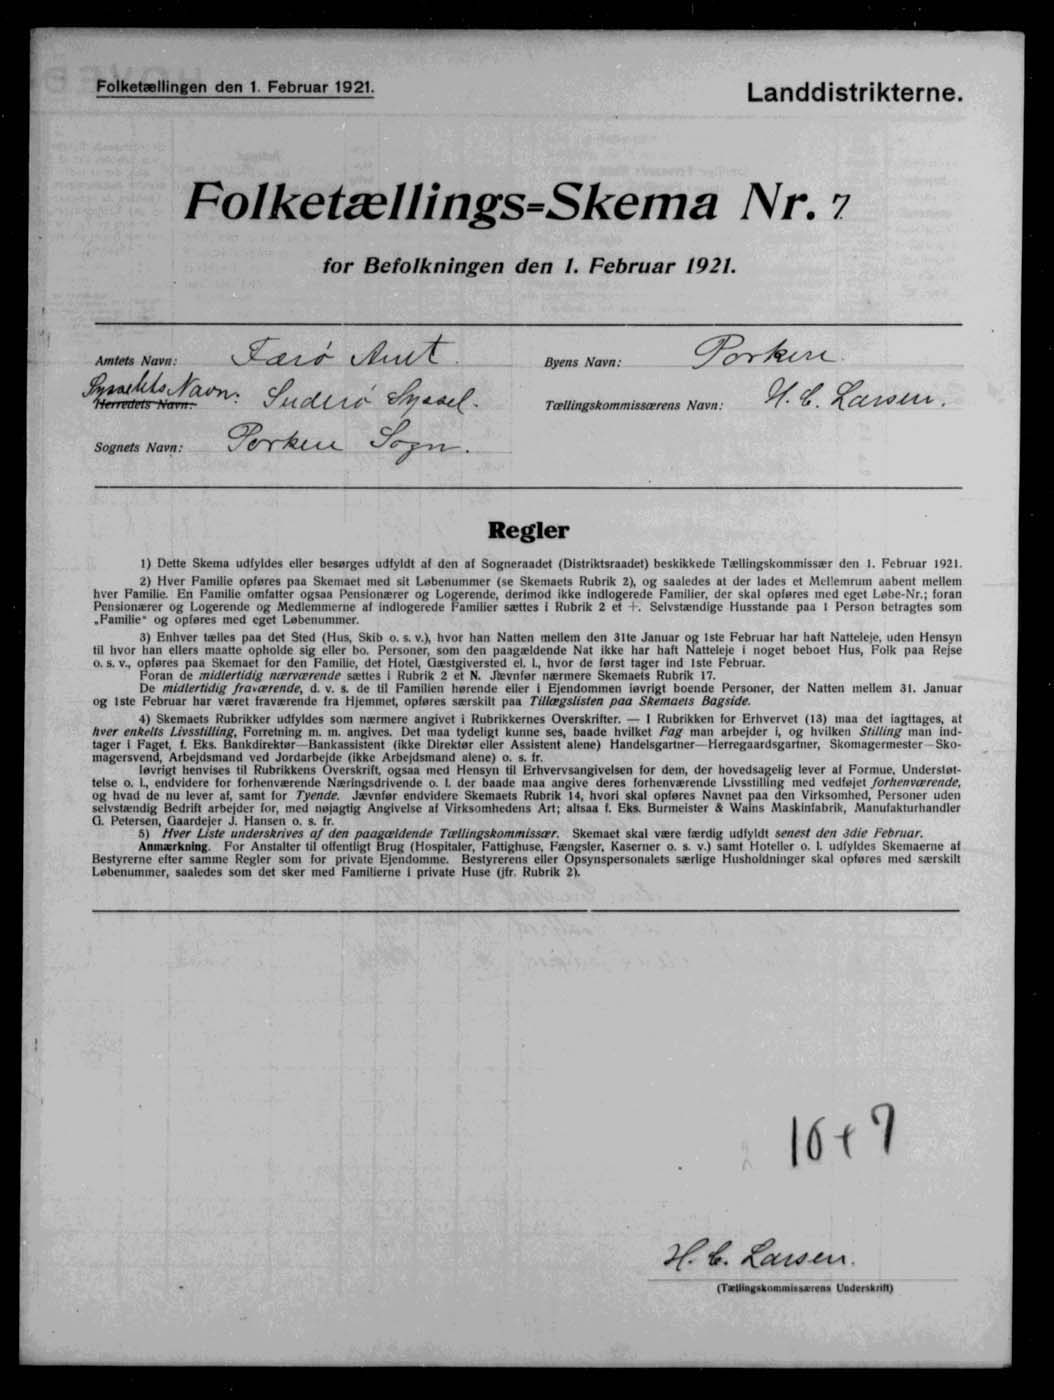 Folketællingen den 1. Februar 1921.
Landdistrikterne.
Folketællings=Skema Nr. 7
for Befolkningen den 1. Februar 1921.
Amtets Navn: Færø Amt.
Byens Navn: Porkere.
Sysselets Navn: Suderø Syssel.
Herredets Navn:
Tællingskommissærens Navn: H. C. Larsen.
Sognets Navn: Porkere Sogn.
Regler
1) Dette Skema udfyldes eller besørges udfyldt af den af Sogneraadet (Distriktsraadet) beskikkede Tællingskommissær den 1. Februar 1921.
2) Hver Familie opføres paa Skemaet med sit Løbenummer (se Skemaets Rubrik 2), og saaledes at der lades et Mellemrum aabent mellem
hver Familie. En Familie omfatter ogsaa Pensionærer og Logerende, derimod ikke indlogerede Familier, der skal opføres med eget Løbe-Nr.; foran
Pensionærer og Logerende og Medlemmerne af indlogerede Familier sættes i Rubrik 2 et +. Selvstændige Husstande paa 1 Person betragtes som
„Familie“ og opføres med eget Løbenummer.
3) Enhver tælles paa det Sted (Hus, Skib o. s. v.), hvor han Natten mellem den 31te Januar og 1ste Februar har haft Natteleje, uden Hensyn
til hvor han ellers maatte opholde sig eller bo. Personer, som den paagældende Nat ikke har haft Natteleje i noget beboet Hus, Folk paa Rejse
o. s. v., opføres paa Skemaet for den Familie, det Hotel, Gæstgiversted el. l., hvor de først tager ind 1ste Februar.
Foran de midlertidig nærværende sættes i Rubrik 2 et N. Jævnfør nærmere Skemaets Rubrik 17.
De midlertidig fraværende, d. v. s. de til Familien hørende eller i Ejendommen iøvrigt boende Personer, der Natten mellem 31. Januar
og 1ste Februar har været fraværende fra Hjemmet, opføres særskilt paa Tillægslisten paa Skemaets Bagside.
4) Skemaets Rubrikker udfyldes som nærmere angivet i Rubrikkernes Overskrifter. — I Rubrikken for Erhvervet (13) maa det iagttages, at
hver enkelts Livsstilling, Forretning m. m. angives. Det maa tydeligt kunne ses, baade hvilket Fag man arbejder i, og hvilken Stilling man ind-
tager i Faget, f. Eks. Bankdirektør—Bankassistent (ikke Direktør eller Assistent alene) Handelsgartner—Herregaardsgartner, Skomagermester—Sko-
magersvend, Arbejdsmand ved Jordarbejde (ikke Arbejdsmand alene) o. s. fr.
Iøvrigt henvises til Rubrikkens Overskrift, ogsaa med Hensyn til Erhvervsangivelsen for dem, der hovedsagelig lever af Formue, Understøt-
telse o. l., endvidere for forhenværende Næringsdrivende o. l. der baade maa angive deres forhenværende Livsstilling med vedføjet forhenværende,
og hvad de nu lever af, samt for Tyende. Jævnfør endvidere Skemaets Rubrik 14, hvori skal opføres Navnet paa den Virksomhed, Personer uden
selvstændig Bedrift arbejder for, med nøjagtig Angivelse af Virksomhedens Art; altsaa f. Eks. Burmeister & Wains Maskinfabrik, Manufakturhandler
G. Petersen, Gaardejer J. Hansen o. s. fr.
5) Hver Liste underskrives af den paagældende Tællingskommissær. Skemaet skal være færdig udfyldt senest den 3die Februar.
Anmærkning. For Anstalter til offentligt Brug (Hospitaler, Fattighuse, Fængsler, Kaserner o. s. v.) samt Hoteller o. l. udfyldes Skemaerne af
Bestyrerne efter samme Regler som for private Ejendomme. Bestyrerens eller Opsynspersonalets særlige Husholdninger skal opføres med særskilt
Løbenummer, saaledes som det sker med Familierne i private Huse (jfr. Rubrik 2).
16+7
H. C. Larsen.
(Tællingskommissærens Underskrift)